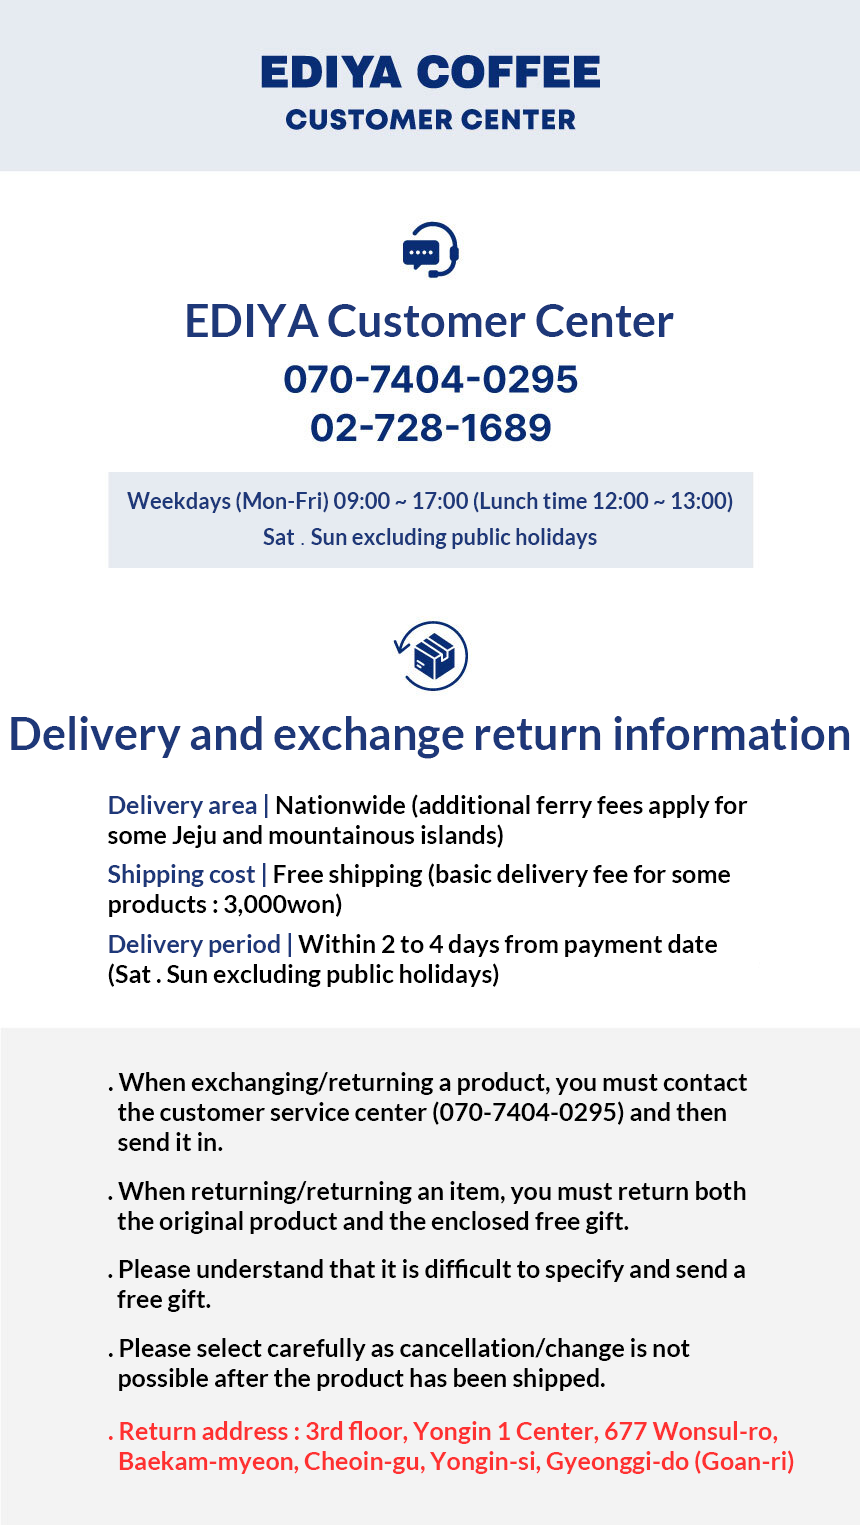 EDIYA COFFEE
CUSTOMER CENTER
EDIYA Customer Center
070-7404-0295
02-728-1689
Weekdays (Mon-Fri) 09:00 ~ 17:00 (Lunch time 12:00 ~ 13:00)
Sat . Sun excluding public holidays
Delivery and exchange return information
Delivery area | Nationwide (additional ferry fees apply for
some Jeju and mountainous islands)
Shipping cost | Free shipping (basic delivery fee for some
products : 3,000won)
Delivery period | Within 2 to 4 days from payment date
(Sat . Sun excluding public holidays)
. When exchanging/returning a product, you must contact
the customer service center (070-7404-0295) and then
send it in.
. When returning/returning an item, you must return both
the original product and the enclosed free gift.
. Please understand that it is difficult to specify and send a
free gift.
. Please select carefully as cancellation/change is not
possible after the product has been shipped.
. Return address : 3rd floor, Yongin 1 Center, 677 Wonsul-ro,
Baekam-myeon, Cheoin-gu, Yongin-si, Gyeonggi-do (Goan-ri)